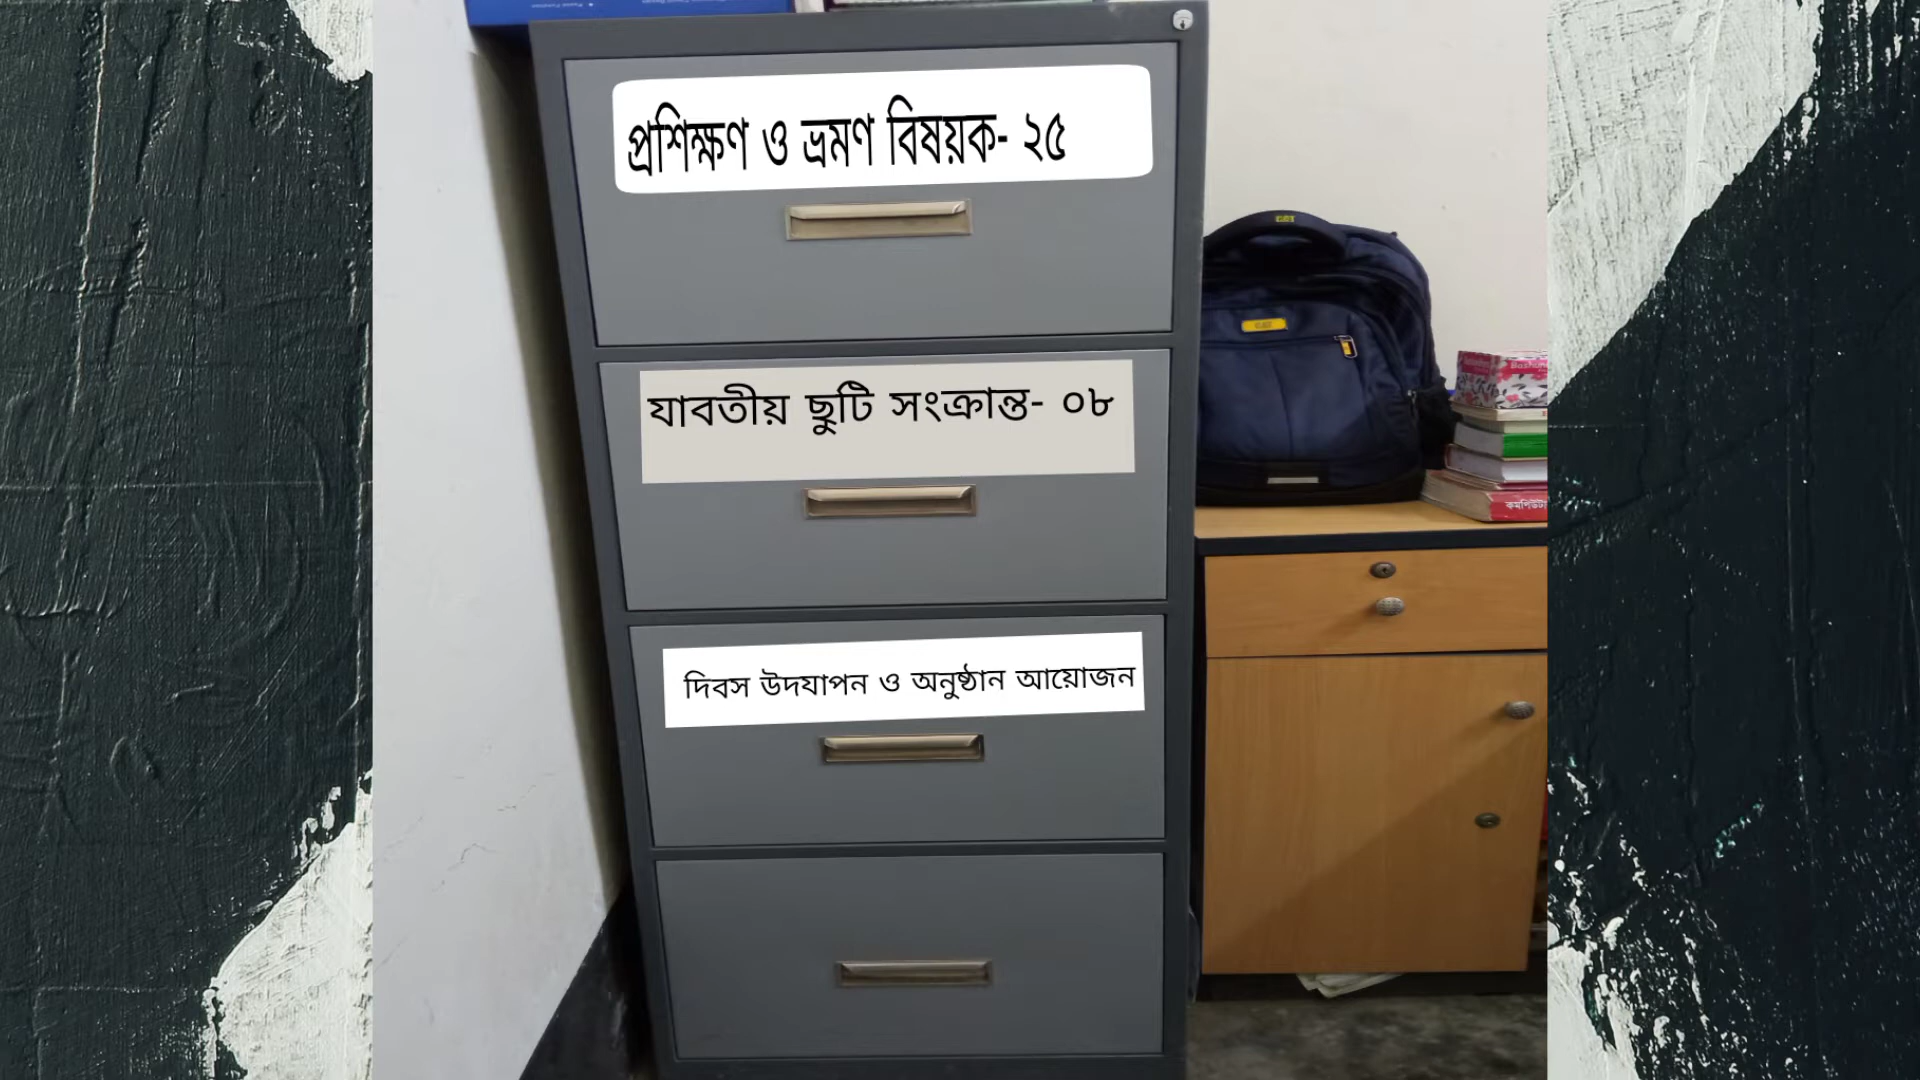 প্রশিক্ষণ ও ভ্রমণ বিষয়ক- ২৫
যাবতীয় ছুটি সংক্রান্ত- ০৮
দিবস উদযাপন ও অনুষ্ঠান আয়োজন